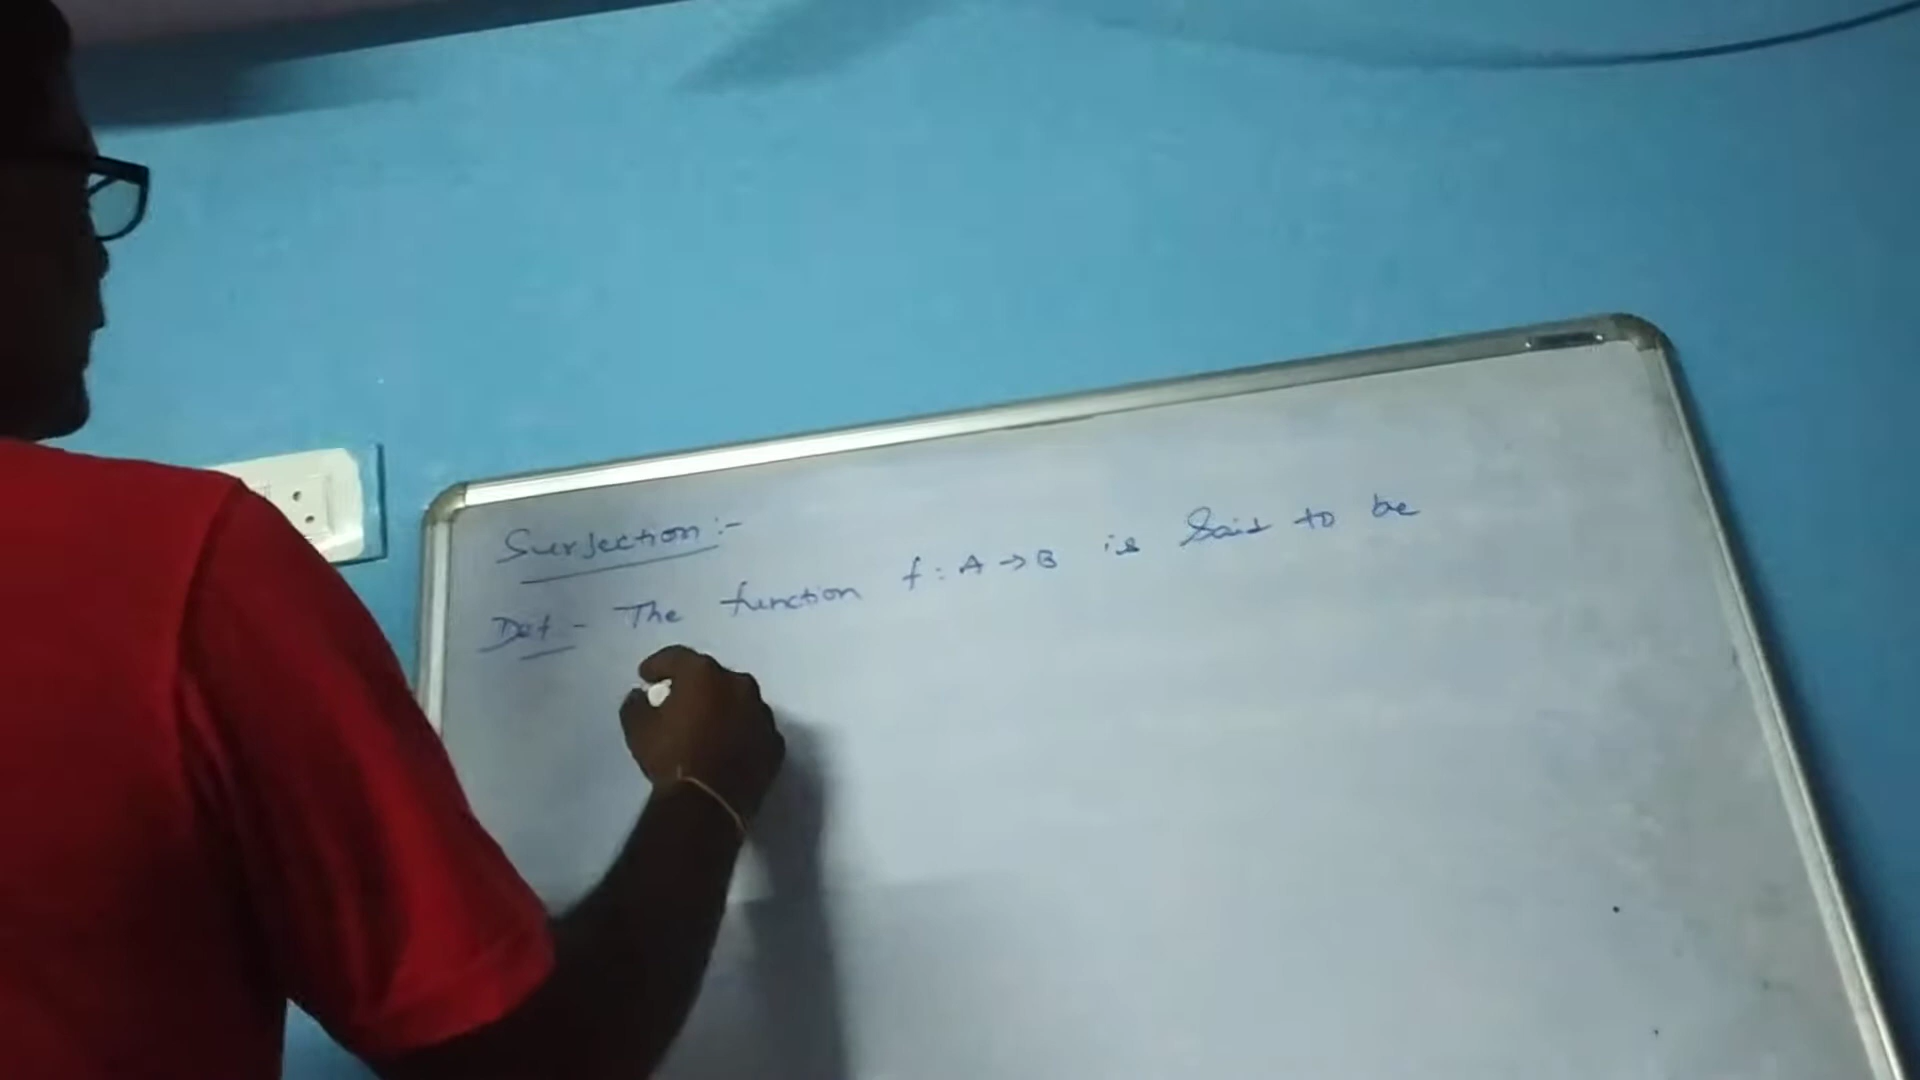 Surjection :-
Def - The function f : A → B is said to be